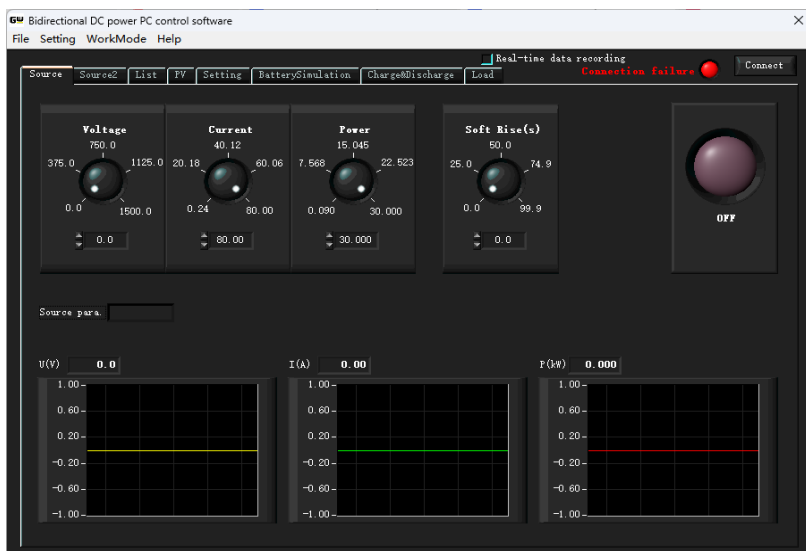 GW Bidirectional DC power PC control software
File Setting WorkMode Help
Real-time data recording
Connection failure
Connect
Source Source2 List PV Setting BatterySimulation Charge&Discharge Load
Voltage
750.0
375.0 1125.0
0.0 1500.0
0.0
Current
40.12
20.18 60.06
0.24 80.00
80.00
Power
15.045
7.568 22.523
0.090 30.000
30.000
Soft Rise(s)
50.0
25.0 74.9
0.0 99.9
0.0
OFF
Source para.
U(V) 0.0
1.00
0.60
0.20
-0.20
-0.60
-1.00
I(A) 0.00
1.00
0.60
0.20
-0.20
-0.60
-1.00
P(kW) 0.000
1.00
0.60
0.20
-0.20
-0.60
-1.00